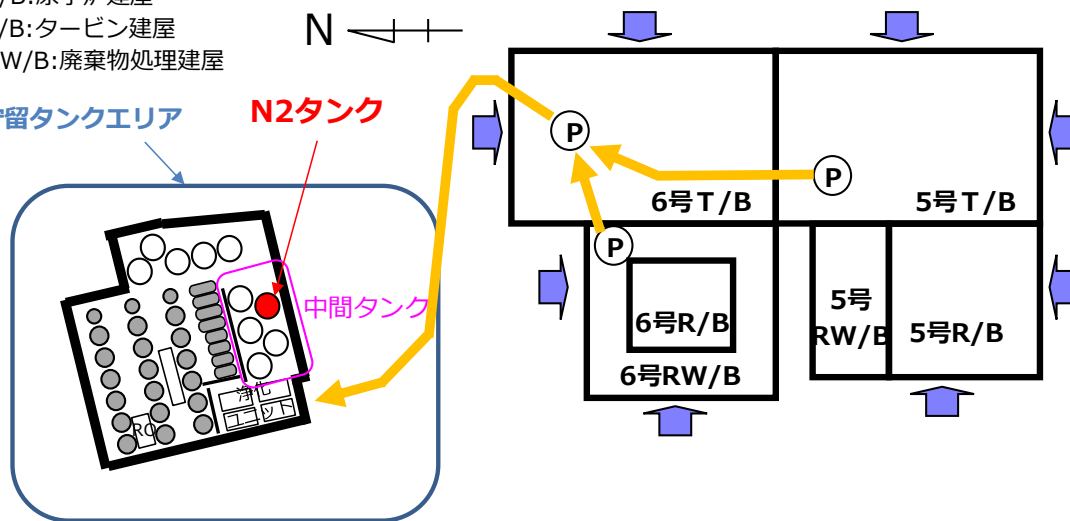 /B:タービン建屋
W/B:廃棄物処理建屋
N
留タンクエリア
N2タンク
中間タンク
浄化
ユニット
RO
P
P
P
6号T/B
5号T/B
6号R/B
6号RW/B
5号
RW/B
5号R/B